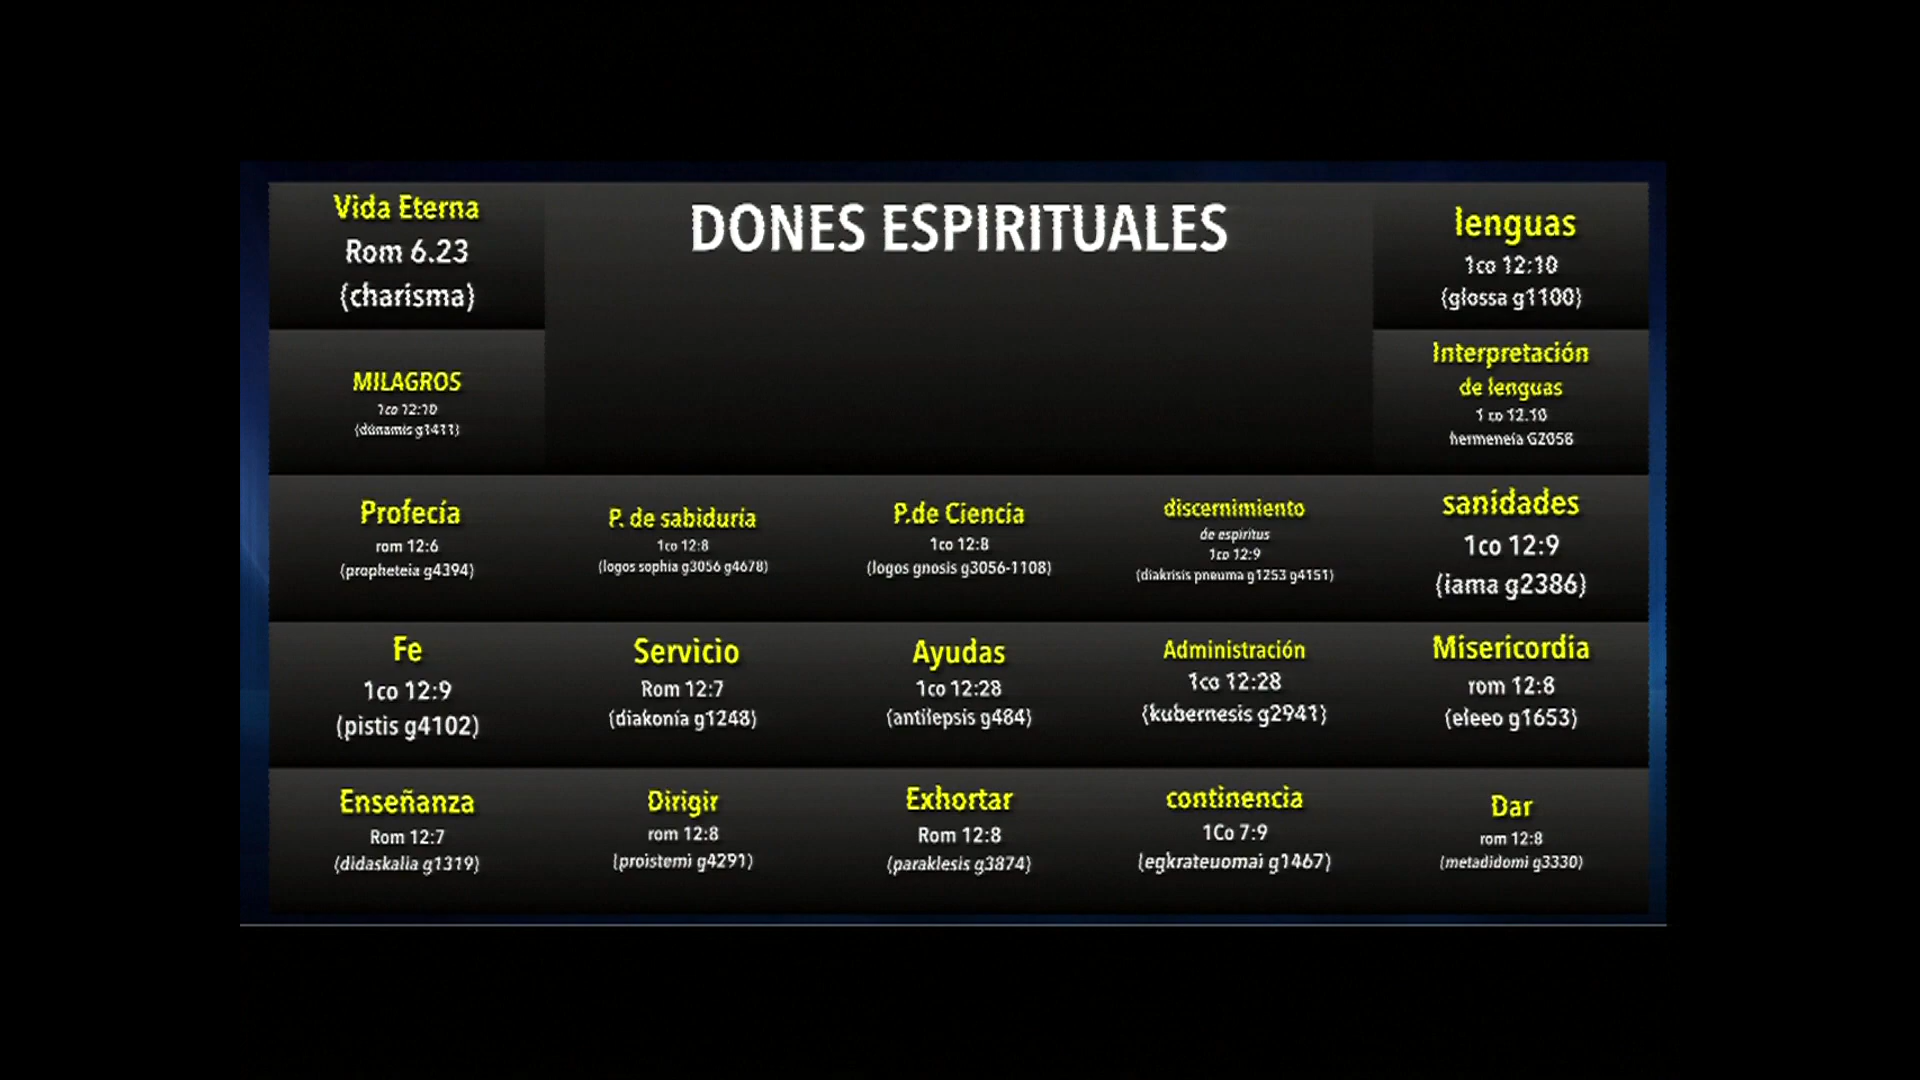 Vida Eterna
Rom 6.23
(charisma)
DONES ESPIRITUALES
lenguas
1co 12:10
(glossa g1100)
MILAGROS
1co 12:10
(dunamis g1411)
Interpretación
de lenguas
1 co 12.10
hermeneia G2058
Profecía
rom 12:6
(propheteia g4394)
P. de sabiduría
1co 12:8
(logos sophia g3056 g4678)
P.de Ciencia
1co 12:8
(logos gnosis g3056-1108)
discernimiento
de espiritus
1co 12:9
(diakrisis pneuma g1253 g4151)
sanidades
1co 12:9
(iama g2386)
Fe
1co 12:9
(pistis g4102)
Servicio
Rom 12:7
(diakonia g1248)
Ayudas
1co 12:28
(antilepsis g484)
Administración
1co 12:28
(kubernesis g2941)
Misericordia
rom 12:8
(eleeo g1653)
Enseñanza
Rom 12:7
(didaskalia g1319)
Dirigir
rom 12:8
(proistemi g4291)
Exhortar
Rom 12:8
(paraklesis g3874)
continencia
1Co 7:9
(egkrateuomai g1467)
Dar
rom 12:8
(metadidomi g3330)